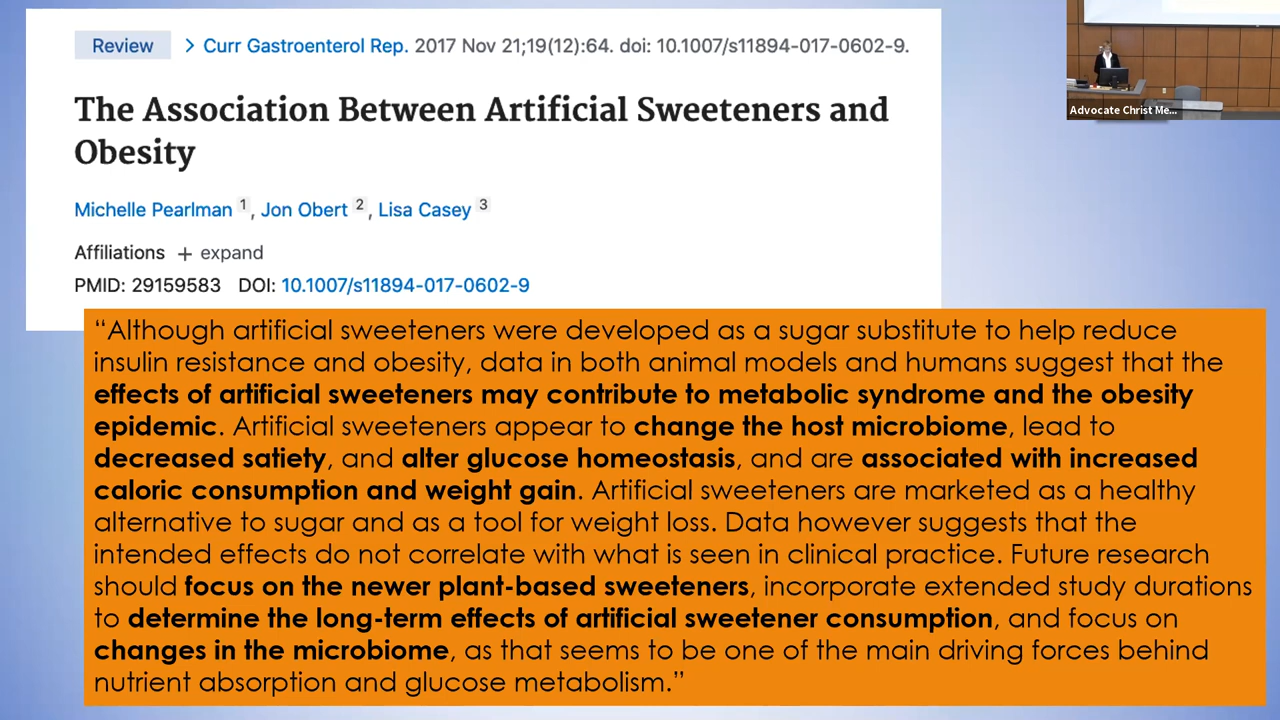 Review > Curr Gastroenterol Rep. 2017 Nov 21;19(12):64. doi: 10.1007/s11894-017-0602-9.
The Association Between Artificial Sweeteners and
Obesity
Michelle Pearlman 1, Jon Obert 2, Lisa Casey 3
Affiliations + expand
PMID: 29159583 DOI: 10.1007/s11894-017-0602-9
Advocate Christ Me...
“Although artificial sweeteners were developed as a sugar substitute to help reduce
insulin resistance and obesity, data in both animal models and humans suggest that the
effects of artificial sweeteners may contribute to metabolic syndrome and the obesity
epidemic. Artificial sweeteners appear to change the host microbiome, lead to
decreased satiety, and alter glucose homeostasis, and are associated with increased
caloric consumption and weight gain. Artificial sweeteners are marketed as a healthy
alternative to sugar and as a tool for weight loss. Data however suggests that the
intended effects do not correlate with what is seen in clinical practice. Future research
should focus on the newer plant-based sweeteners, incorporate extended study durations
to determine the long-term effects of artificial sweetener consumption, and focus on
changes in the microbiome, as that seems to be one of the main driving forces behind
nutrient absorption and glucose metabolism.”